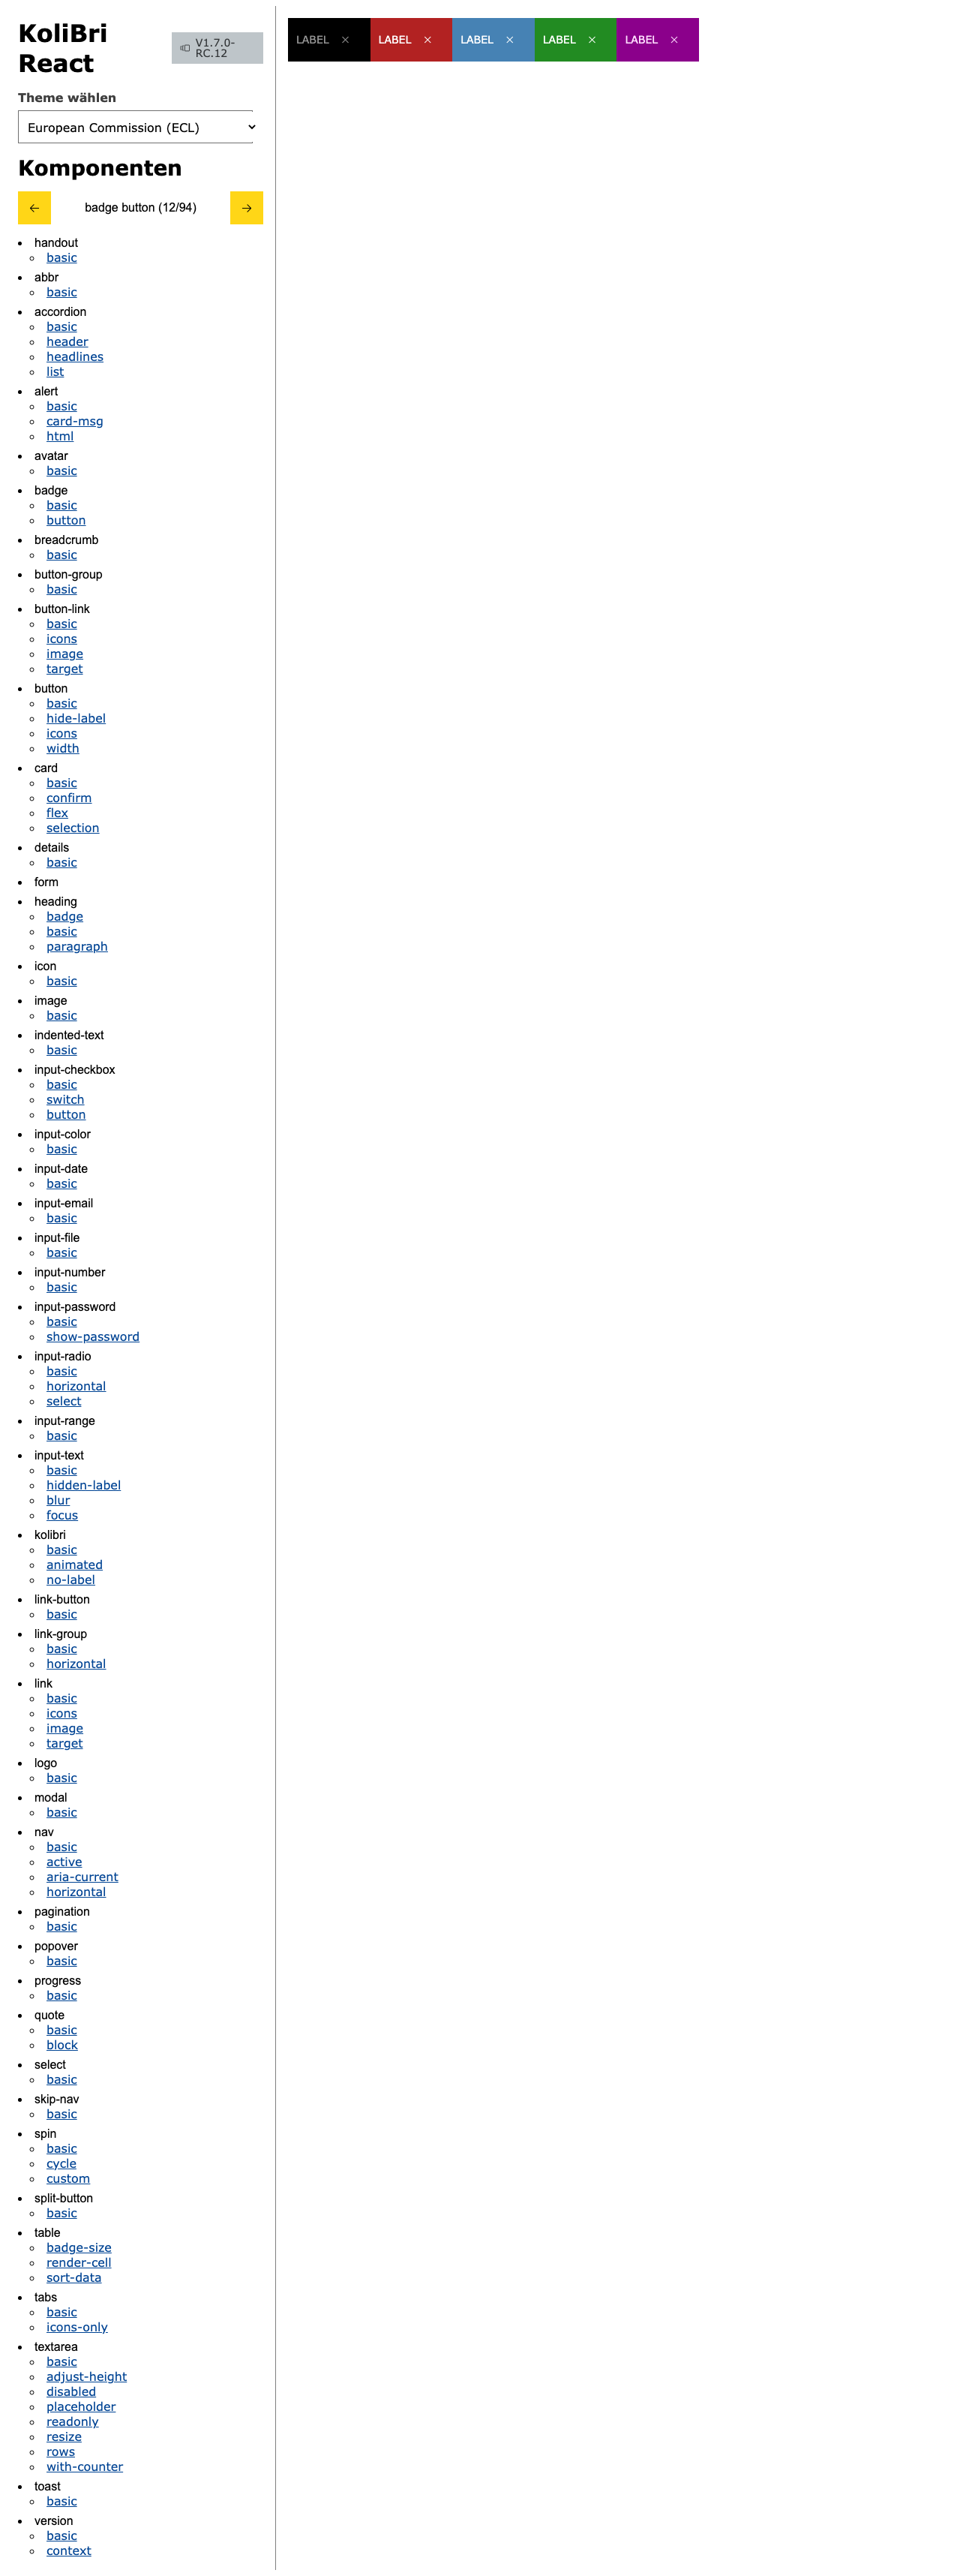 KoliBri
React
V1.7.0-
RC.12
Theme wählen
European Commission (ECL)
Komponenten
← badge button (12/94) →
handout
basic
abbr
basic
accordion
basic
header
headlines
list
alert
basic
card-msg
html
avatar
basic
badge
basic
button
breadcrumb
basic
button-group
basic
button-link
basic
icons
image
target
button
basic
hide-label
icons
width
card
basic
confirm
flex
selection
details
basic
form
heading
badge
basic
paragraph
icon
basic
image
basic
indented-text
basic
input-checkbox
basic
switch
button
input-color
basic
input-date
basic
input-email
basic
input-file
basic
input-number
basic
input-password
basic
show-password
input-radio
basic
horizontal
select
input-range
basic
input-text
basic
hidden-label
blur
focus
kolibri
basic
animated
no-label
link-button
basic
link-group
basic
horizontal
link
basic
icons
image
target
logo
basic
modal
basic
nav
basic
active
aria-current
horizontal
pagination
basic
popover
basic
progress
basic
quote
basic
block
select
basic
skip-nav
basic
spin
basic
cycle
custom
split-button
basic
table
badge-size
render-cell
sort-data
tabs
basic
icons-only
textarea
basic
adjust-height
disabled
placeholder
readonly
resize
rows
with-counter
toast
basic
version
basic
context
LABEL × LABEL × LABEL × LABEL × LABEL ×